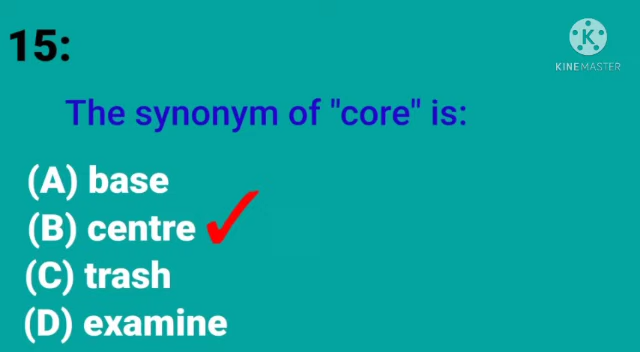 15:
KINEMASTER
The synonym of "core" is:
(A) base
(B) centre
(C) trash
(D) examine